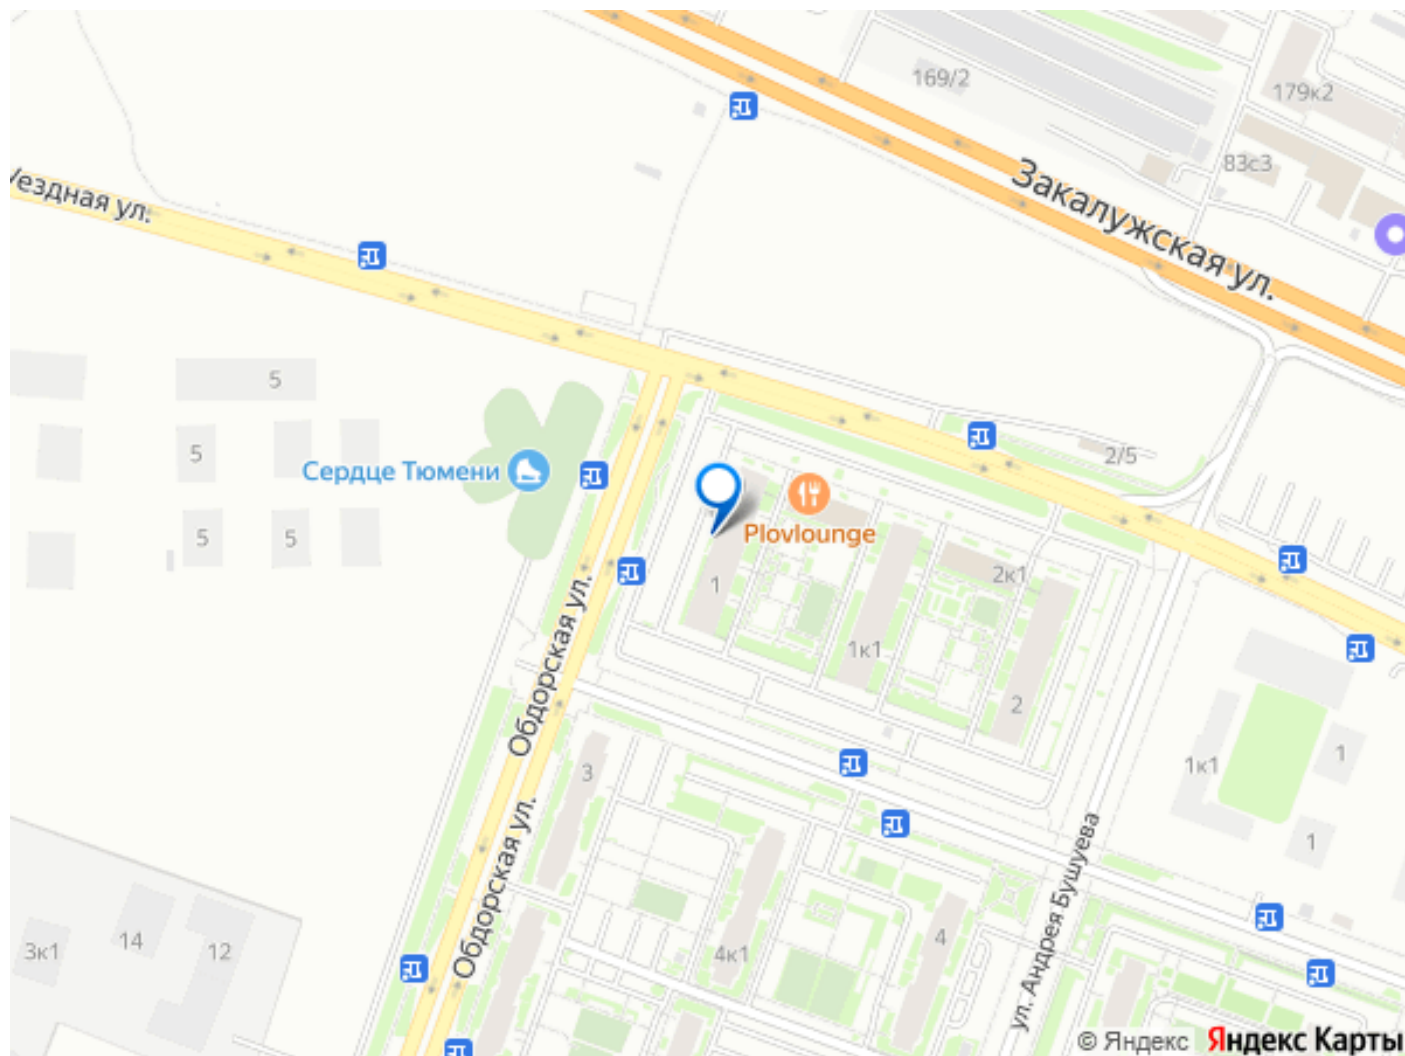 169/2
179к2
83с3
Закалужская ул.
Уездная ул.
5
5
Сердце Тюмени
2/5
Plovlounge
5
5
2к1
1
1к1
Обдорская ул.
2
3
1к1
1
Обдорская ул.
1
ул. Андрея Бушуева
14
12
3к1
4
4к1
© Яндекс Яндекс Карты